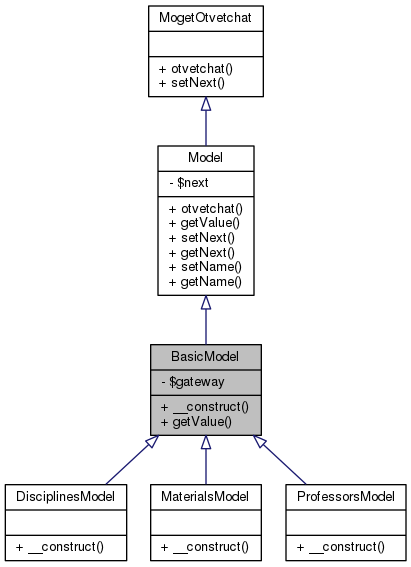 MogetOtvetchat
+ otvetchat()
+ setNext()
Model
- $next
+ otvetchat()
+ getValue()
+ setNext()
+ getNext()
+ setName()
+ getName()
BasicModel
- $gateway
+ __construct()
+ getValue()
DisciplinesModel
+ __construct()
MaterialsModel
+ __construct()
ProfessorsModel
+ __construct()